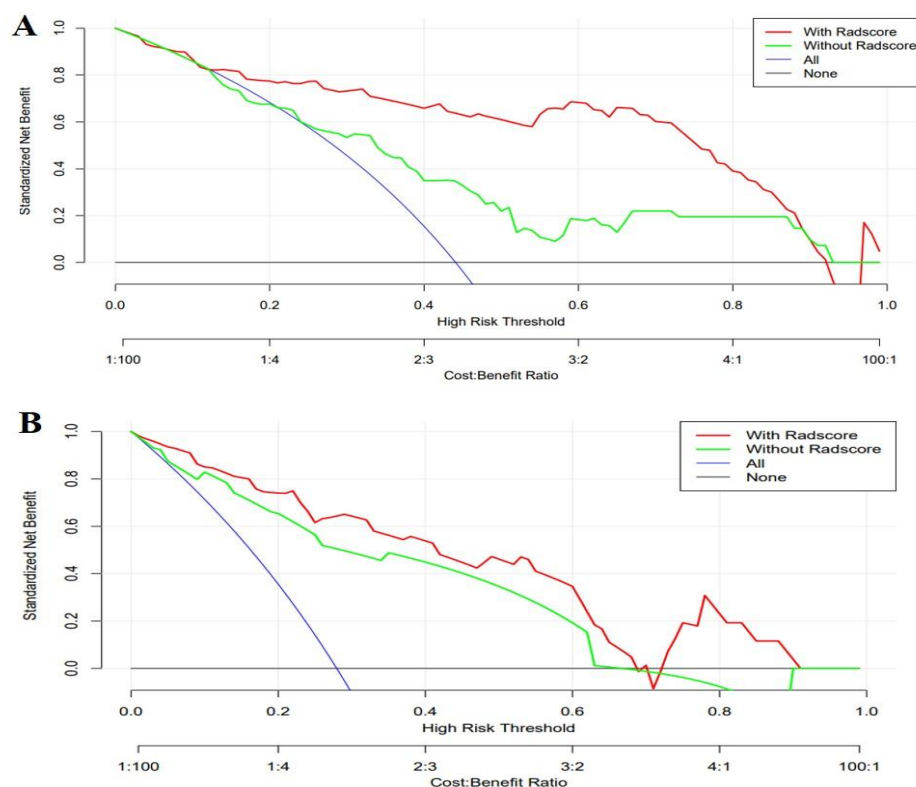 A
With Radscore
Without Radscore
All
None
Standardized Net Benefit
1.0
0.8
0.6
0.4
0.2
0.0
0.0 0.2 0.4 0.6 0.8 1.0
High Risk Threshold
1:100 1:4 2:3 3:2 4:1 100:1
Cost:Benefit Ratio
B
With Radscore
Without Radscore
All
None
Standardized Net Benefit
1.0
0.8
0.6
0.4
0.2
0.0
0.0 0.2 0.4 0.6 0.8 1.0
High Risk Threshold
1:100 1:4 2:3 3:2 4:1 100:1
Cost:Benefit Ratio